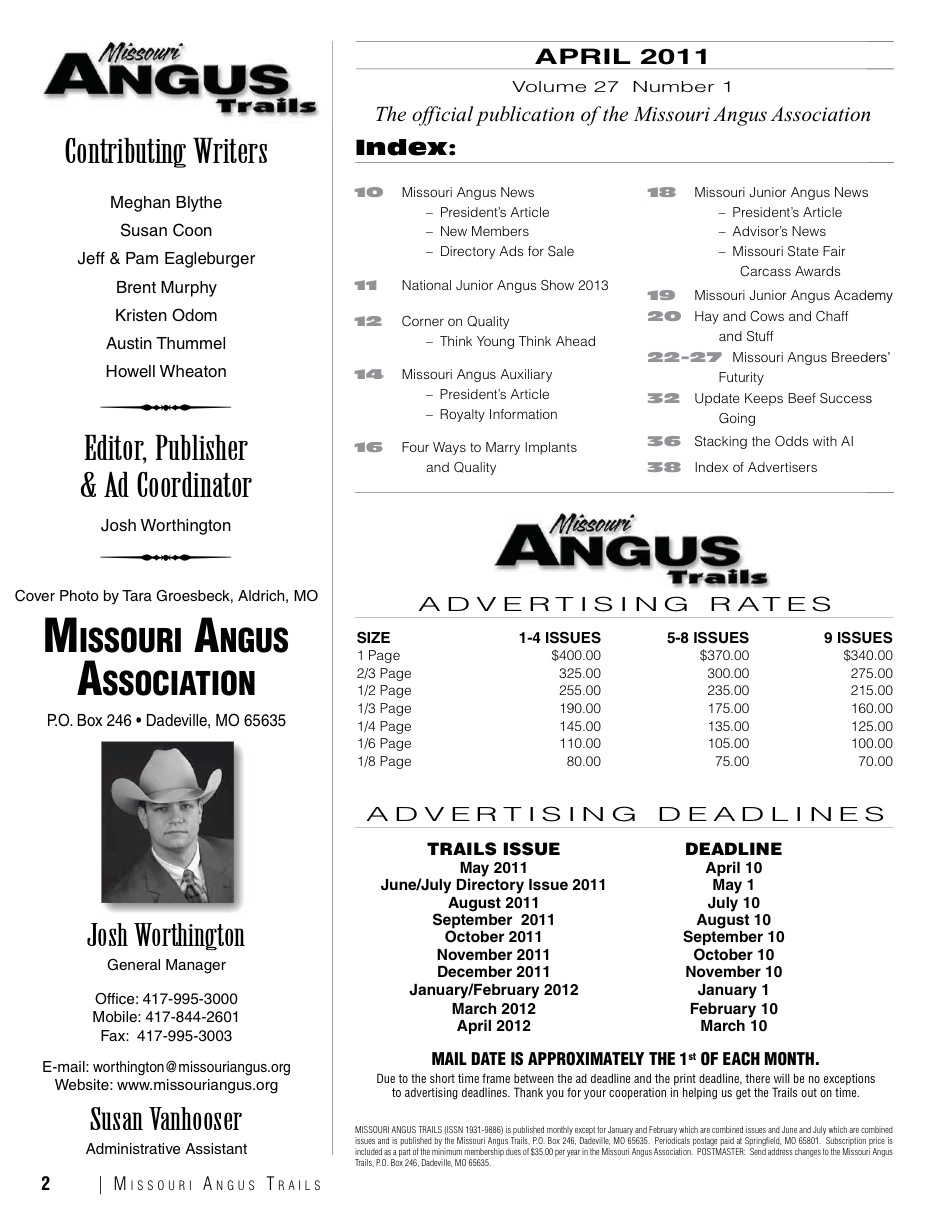 Missouri
ANGUS
Trails
Contributing Writers
Meghan Blythe
Susan Coon
Jeff & Pam Eagleburger
Brent Murphy
Kristen Odom
Austin Thummel
Howell Wheaton
Editor, Publisher
& Ad Coordinator
Josh Worthington
Cover Photo by Tara Groesbeck, Aldrich, MO
MISSOURI ANGUS
ASSOCIATION
P.O. Box 246 • Dadeville, MO 65635
Josh Worthington
General Manager
Office: 417-995-3000
Mobile: 417-844-2601
Fax:  417-995-3003
E-mail: worthington@missouriangus.org
Website: www.missouriangus.org
Susan Vanhooser
Administrative Assistant
APRIL 2011
Volume 27  Number 1
The official publication of the Missouri Angus Association
Index:
10 Missouri Angus News
– President's Article
– New Members
– Directory Ads for Sale
11 National Junior Angus Show 2013
12 Corner on Quality
– Think Young Think Ahead
14 Missouri Angus Auxiliary
– President's Article
– Royalty Information
16 Four Ways to Marry Implants
and Quality
18 Missouri Junior Angus News
– President's Article
– Advisor's News
– Missouri State Fair
Carcass Awards
19 Missouri Junior Angus Academy
20 Hay and Cows and Chaff
and Stuff
22-27 Missouri Angus Breeders'
Futurity
32 Update Keeps Beef Success
Going
36 Stacking the Odds with AI
38 Index of Advertisers
Missouri
ANGUS
Trails
ADVERTISING RATES
SIZE 1-4 ISSUES 5-8 ISSUES 9 ISSUES
1 Page $400.00 $370.00 $340.00
2/3 Page 325.00 300.00 275.00
1/2 Page 255.00 235.00 215.00
1/3 Page 190.00 175.00 160.00
1/4 Page 145.00 135.00 125.00
1/6 Page 110.00 105.00 100.00
1/8 Page 80.00 75.00 70.00
ADVERTISING DEADLINES
TRAILS ISSUE DEADLINE
May 2011 April 10
June/July Directory Issue 2011 May 1
August 2011 July 10
September  2011 August 10
October 2011 September 10
November 2011 October 10
December 2011 November 10
January/February 2012 January 1
March 2012 February 10
April 2012 March 10
MAIL DATE IS APPROXIMATELY THE 1st OF EACH MONTH.
Due to the short time frame between the ad deadline and the print deadline, there will be no exceptions
to advertising deadlines. Thank you for your cooperation in helping us get the Trails out on time.
MISSOURI ANGUS TRAILS (ISSN 1931-9886) is published monthly except for January and February which are combined issues and June and July which are combined
issues and is published by the Missouri Angus Trails, P.O. Box 246, Dadeville, MO 65635.  Periodicals postage paid at Springfield, MO 65801.  Subscription price is
included as a part of the minimum membership dues of $35.00 per year in the Missouri Angus Association.  POSTMASTER:  Send address changes to the Missouri Angus
Trails, P.O. Box 246, Dadeville, MO 65635.
2 | MISSOURI ANGUS TRAILS